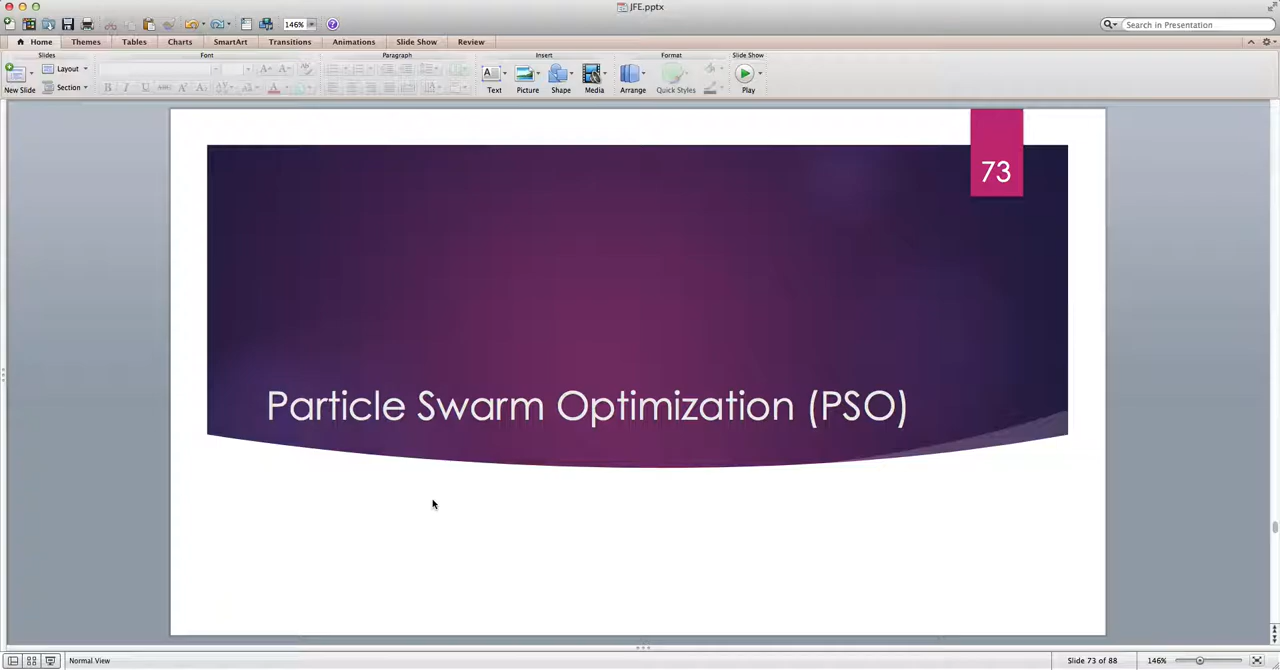 JFE.pptx
146%
Search in Presentation
Home Themes Tables Charts SmartArt Transitions Animations Slide Show Review
Slides Font Paragraph Insert Format Slide Show
New Slide
Layout
Section
B I U ABC A A A
Text Picture Shape Media Arrange Quick Styles Play
73
Particle Swarm Optimization (PSO)
Normal View
Slide 73 of 88
146%